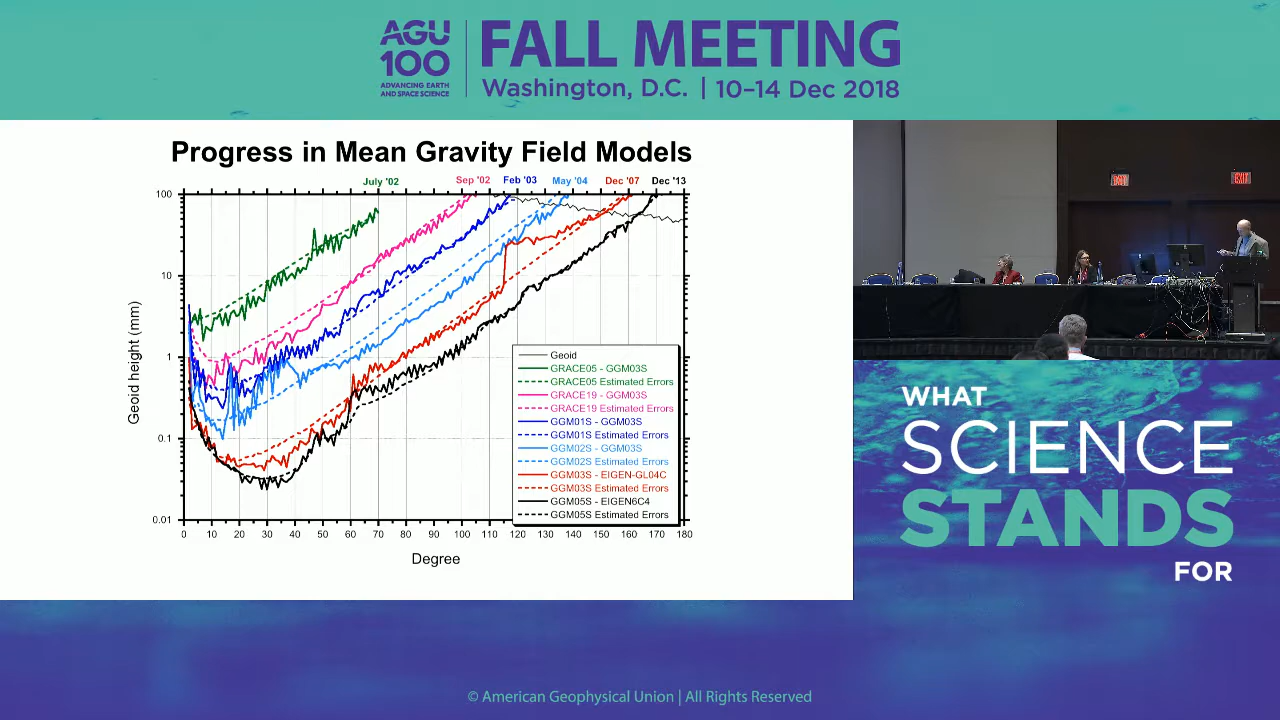 AGU
100
ADVANCING EARTH
AND SPACE SCIENCE
FALL MEETING
Washington, D.C. | 10–14 Dec 2018
Progress in Mean Gravity Field Models
July '02
Sep '02
Feb '03
May '04
Dec '07
Dec '13
100
10
1
0.1
0.01
Geoid height (mm)
Geoid
GRACE05 - GGM03S
GRACE05 Estimated Errors
GRACE19 - GGM03S
GRACE19 Estimated Errors
GGM01S - GGM03S
GGM01S Estimated Errors
GGM02S - GGM03S
GGM02S Estimated Errors
GGM03S - EIGEN-GL04C
GGM03S Estimated Errors
GGM05S - EIGEN6C4
GGM05S Estimated Errors
0 10 20 30 40 50 60 70 80 90 100 110 120 130 140 150 160 170 180
Degree
EXIT
WHAT
SCIENCE
STANDS
FOR
© American Geophysical Union | All Rights Reserved